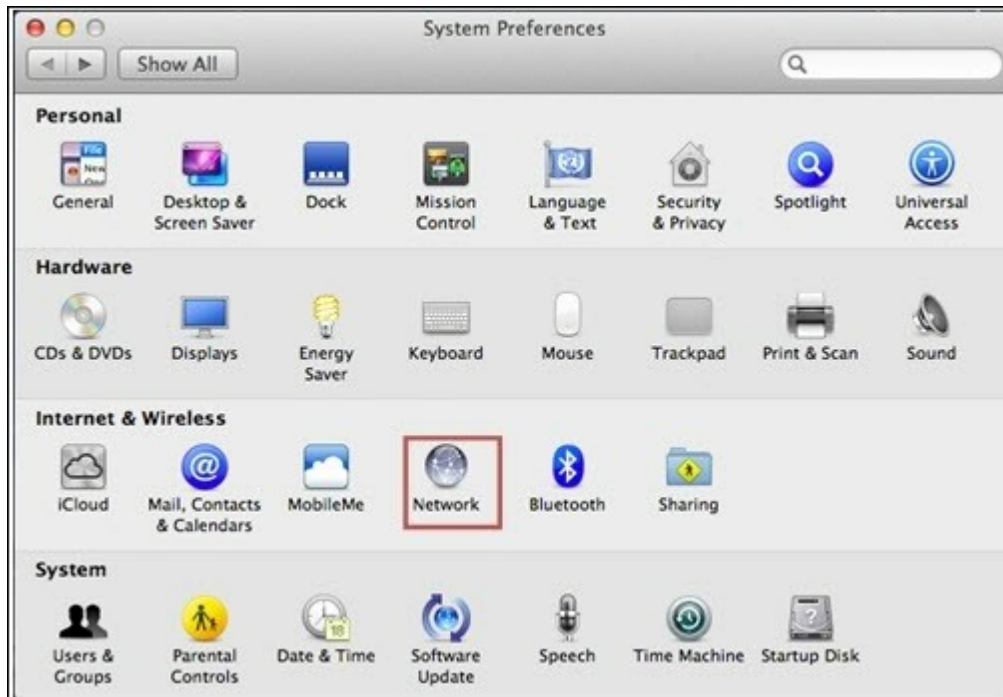 System Preferences
Show All
Personal
General
Desktop &
Screen Saver
Dock
Mission
Control
Language
& Text
Security
& Privacy
Spotlight
Universal
Access
Hardware
CDs & DVDs
Displays
Energy
Saver
Keyboard
Mouse
Trackpad
Print & Scan
Sound
Internet & Wireless
iCloud
Mail, Contacts
& Calendars
MobileMe
Network
Bluetooth
Sharing
System
Users &
Groups
Parental
Controls
Date & Time
Software
Update
Speech
Time Machine
Startup Disk